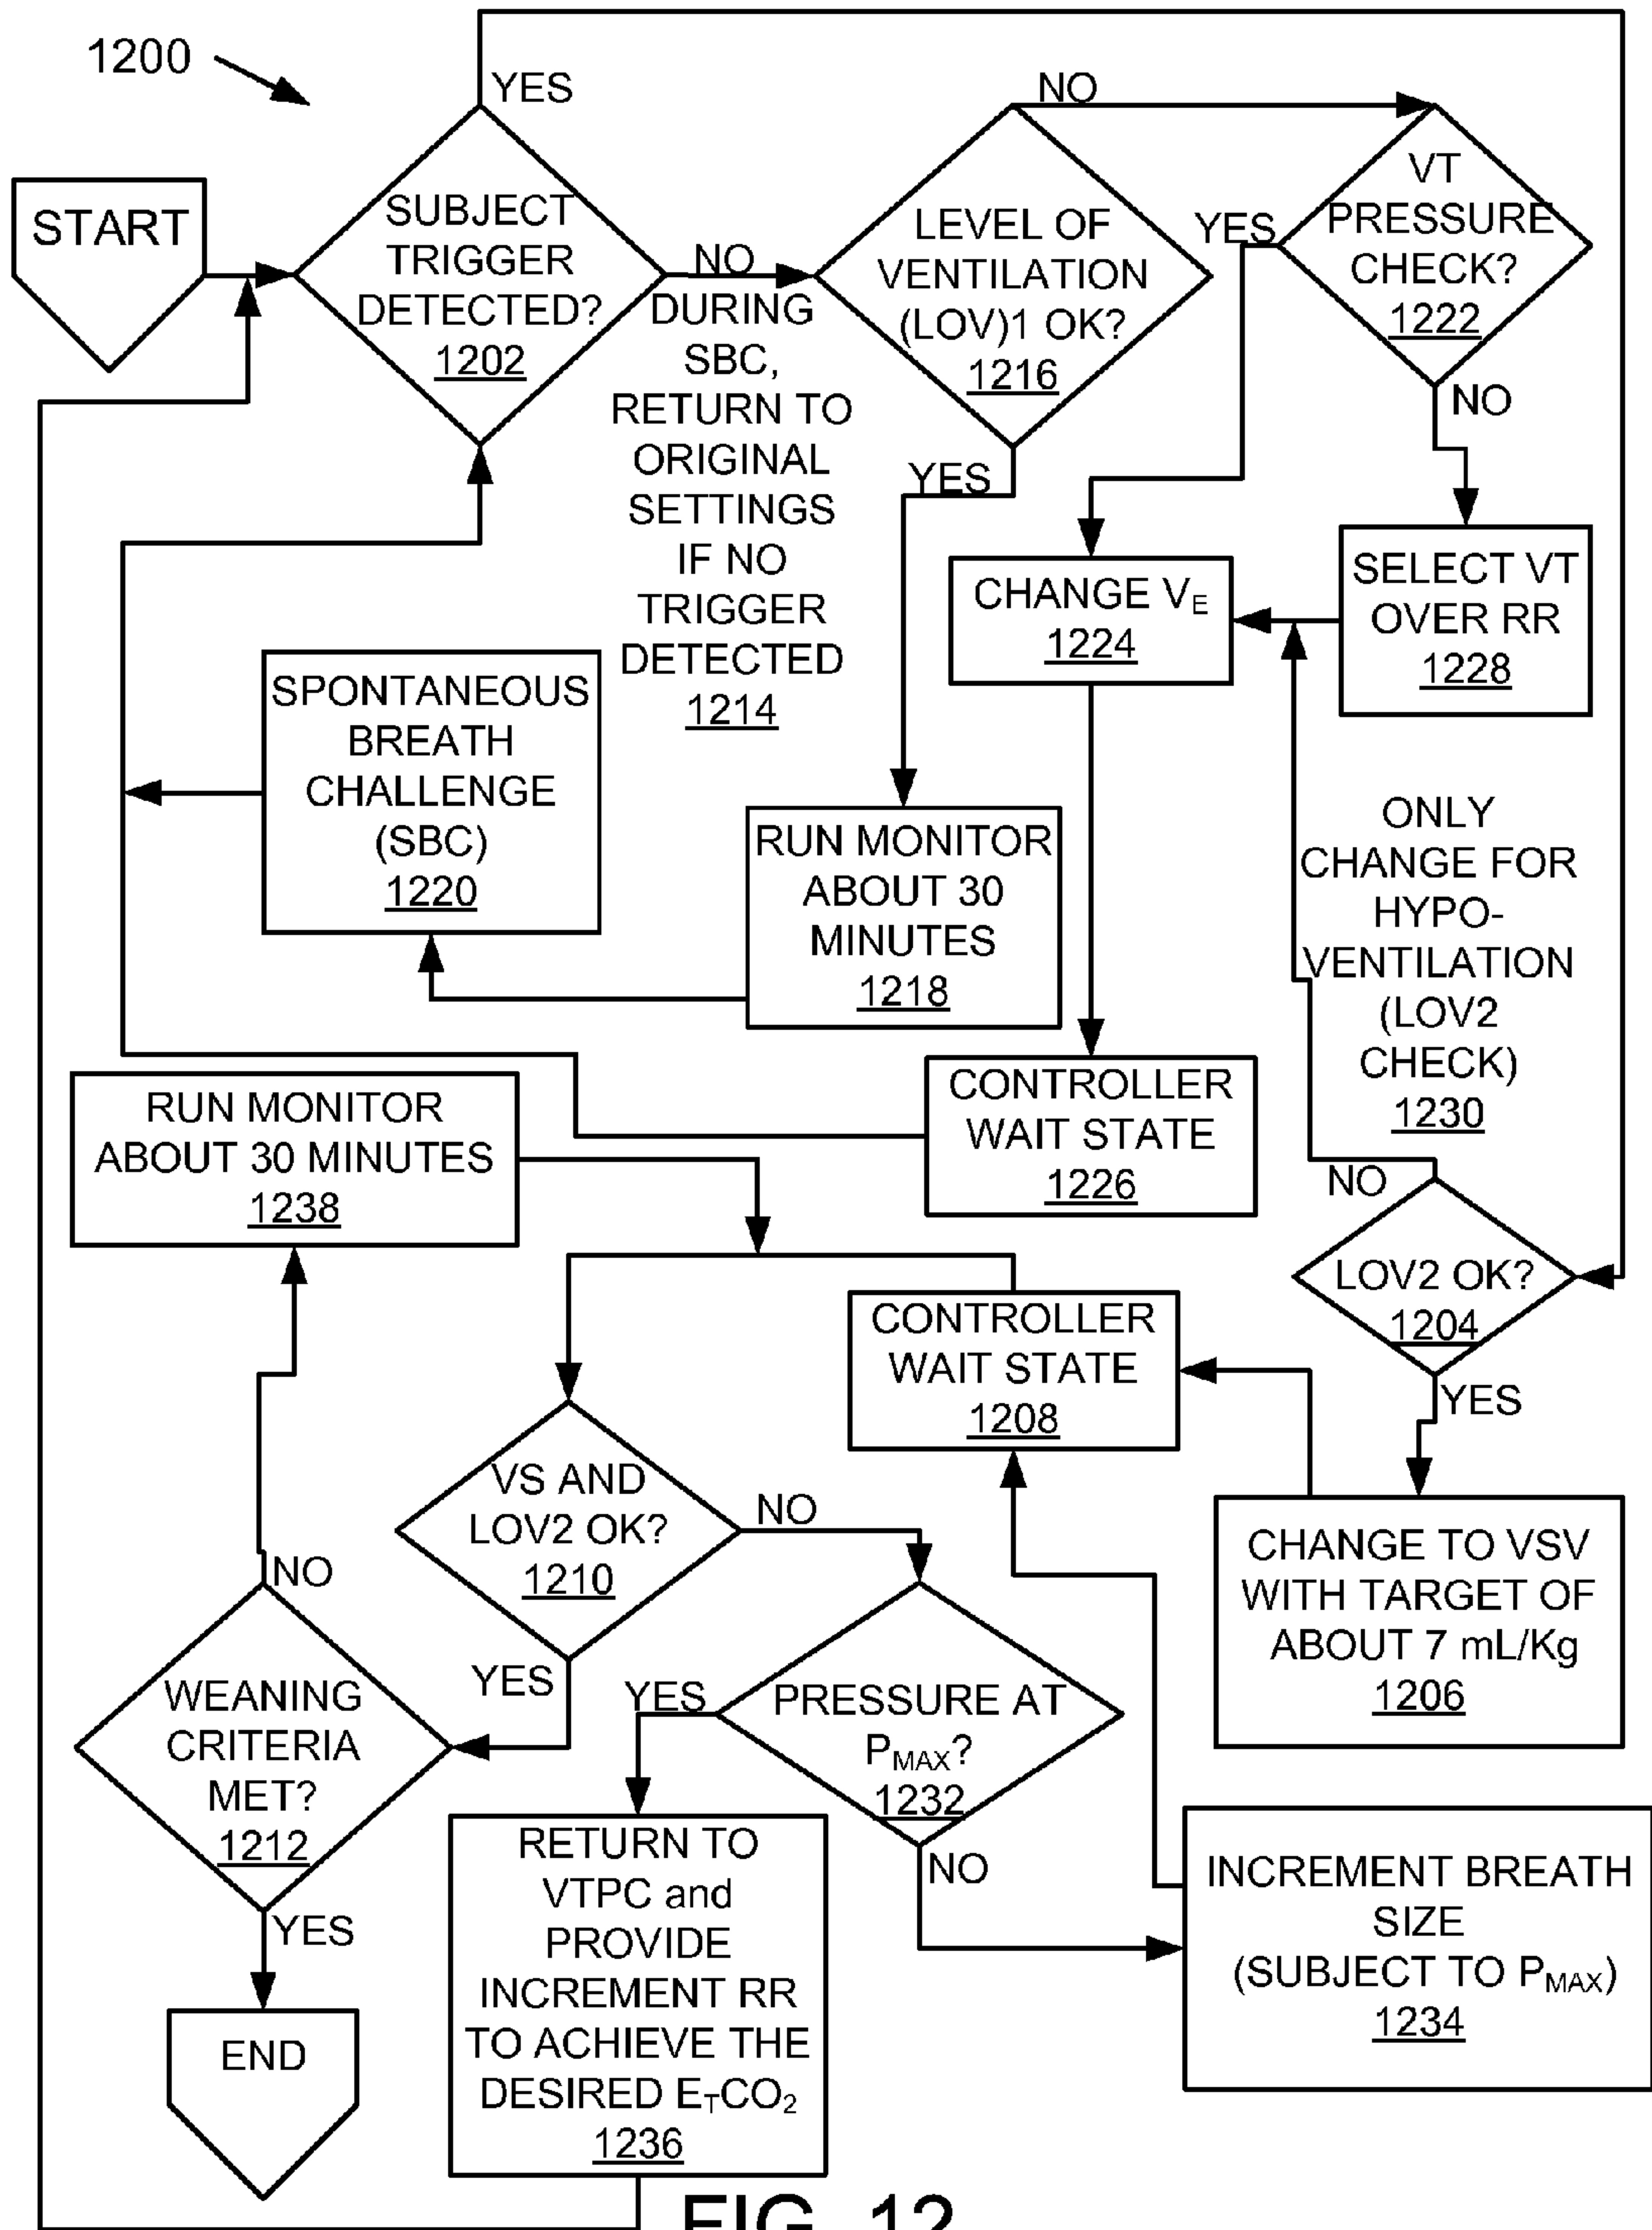 1200
START
YES
SUBJECT
TRIGGER
DETECTED?
1202
NO
DURING
SBC,
RETURN TO
ORIGINAL
SETTINGS
IF NO
TRIGGER
DETECTED
1214
LEVEL OF
VENTILATION
(LOV)1 OK?
1216
NO
YES
VT
PRESSURE
CHECK?
1222
YES
NO
CHANGE VE
1224
SELECT VT
OVER RR
1228
SPONTANEOUS
BREATH
CHALLENGE
(SBC)
1220
RUN MONITOR
ABOUT 30
MINUTES
1218
ONLY
CHANGE FOR
HYPO-
VENTILATION
(LOV2
CHECK)
1230
CONTROLLER
WAIT STATE
1226
RUN MONITOR
ABOUT 30 MINUTES
1238
NO
LOV2 OK?
1204
YES
CONTROLLER
WAIT STATE
1208
VS AND
LOV2 OK?
1210
NO
YES
CHANGE TO VSV
WITH TARGET OF
ABOUT 7 mL/Kg
1206
NO
WEANING
CRITERIA
MET?
1212
YES
YES
PRESSURE AT
PMAX?
1232
NO
RETURN TO
VTPC and
PROVIDE
INCREMENT RR
TO ACHIEVE THE
DESIRED ETCO2
1236
INCREMENT BREATH
SIZE
(SUBJECT TO PMAX)
1234
END
FIG. 12